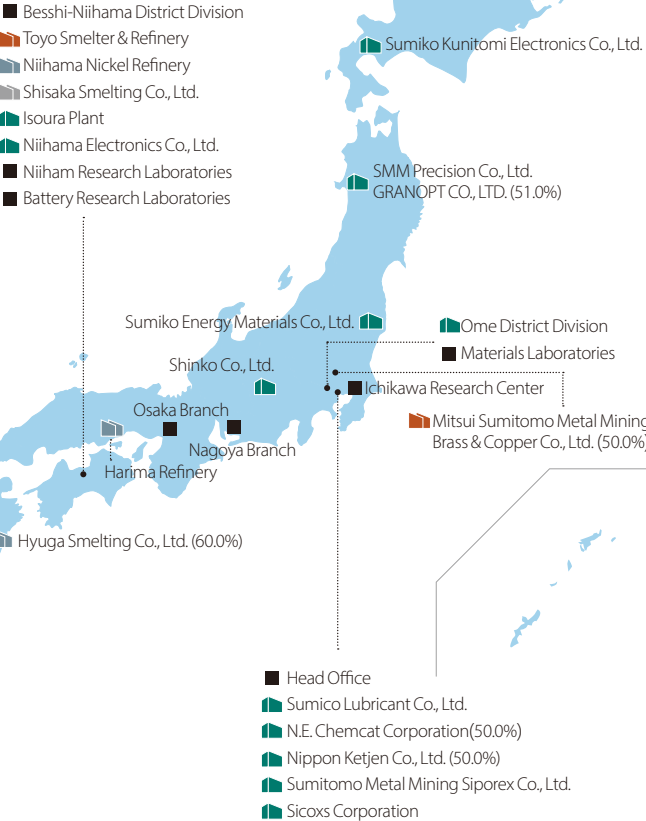 Besshi-Niihama District Division
Toyo Smelter & Refinery
Niihama Nickel Refinery
Shisaka Smelting Co., Ltd.
Isoura Plant
Niihama Electronics Co., Ltd.
Niiham Research Laboratories
Battery Research Laboratories
Sumiko Kunitomi Electronics Co., Ltd.
SMM Precision Co., Ltd.
GRANOPT CO., LTD. (51.0%)
Sumiko Energy Materials Co., Ltd.
Ome District Division
Materials Laboratories
Shinko Co., Ltd.
Ichikawa Research Center
Osaka Branch
Mitsui Sumitomo Metal Mining
Brass & Copper Co., Ltd. (50.0%)
Nagoya Branch
Harima Refinery
Hyuga Smelting Co., Ltd. (60.0%)
Head Office
Sumico Lubricant Co., Ltd.
N.E. Chemcat Corporation(50.0%)
Nippon Ketjen Co., Ltd. (50.0%)
Sumitomo Metal Mining Siporex Co., Ltd.
Sicoxs Corporation